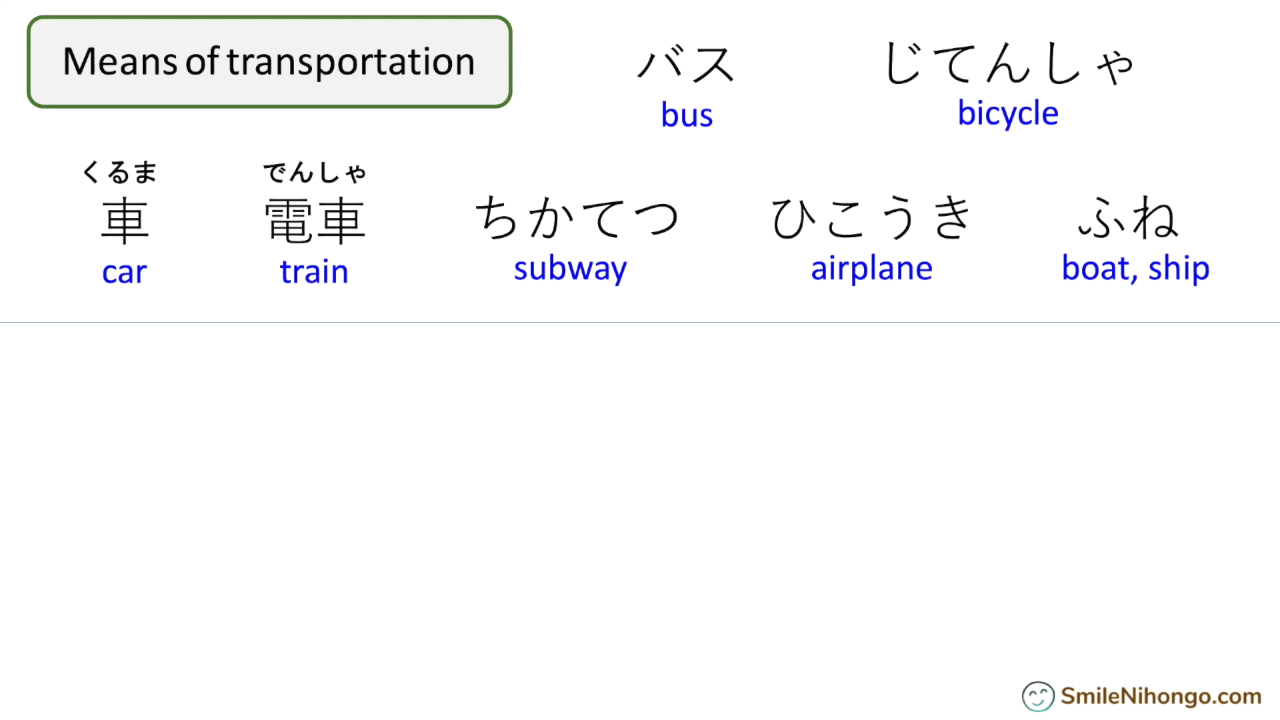 Means of transportation
バス じてんしゃ
bus bicycle
くるま でんしゃ
車 電車 ちかてつ ひこうき ふね
car train subway airplane boat, ship
SmileNihongo.com